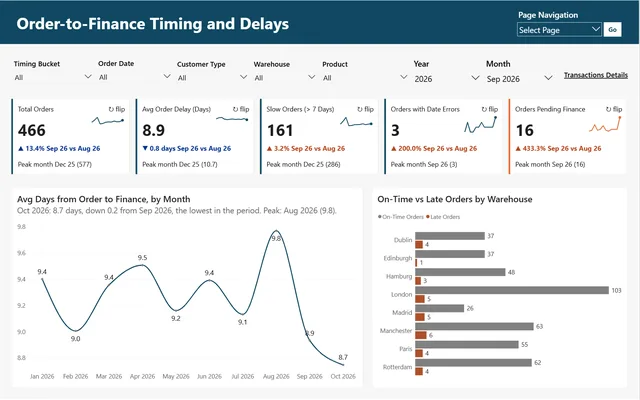 Order-to-Finance Timing and Delays
Page Navigation
Select Page
Go
Timing Bucket
All
Order Date
All
Customer Type
All
Warehouse
All
Product
All
Year
2026
Month
Sep 2026
Transactions Details
Total Orders
flip
466
▲ 13.4% Sep 26 vs Aug 26
Peak month Dec 25 (577)
Avg Order Delay (Days)
flip
8.9
▼ 0.8 days Sep 26 vs Aug 26
Peak month Dec 25 (10.7)
Slow Orders (> 7 Days)
flip
161
▲ 3.2% Sep 26 vs Aug 26
Peak month Dec 25 (286)
Orders with Date Errors
flip
3
▲ 200.0% Sep 26 vs Aug 26
Peak month Sep 26 (3)
Orders Pending Finance
flip
16
▲ 433.3% Sep 26 vs Aug 26
Peak month Sep 26 (16)
Avg Days from Order to Finance, by Month
Oct 2026: 8.7 days, down 0.2 from Sep 2026, the lowest in the period. Peak: Aug 2026 (9.8).
9.8
9.6
9.4
9.2
9.0
8.8
9.4
9.0
9.4
9.5
9.2
9.4
9.1
9.8
8.9
8.7
Jan 2026 Feb 2026 Mar 2026 Apr 2026 May 2026 Jun 2026 Jul 2026 Aug 2026 Sep 2026 Oct 2026
On-Time vs Late Orders by Warehouse
On-Time Orders Late Orders
Dublin 37
4
Edinburgh 37
1
Hamburg 48
3
London 103
5
Madrid 26
5
Manchester 63
6
Paris 55
4
Rotterdam 62
4